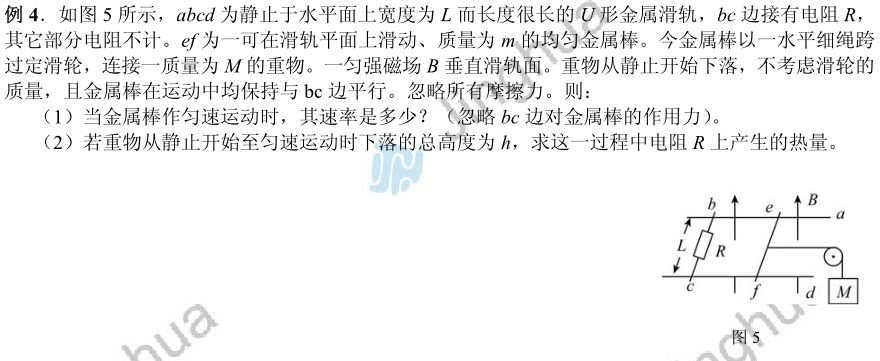 例 4．如图 5 所示，abcd 为静止于水平面上宽度为 L 而长度很长的 U 形金属滑轨，bc 边接有电阻 R，
其它部分电阻不计。ef 为一可在滑轨平面上滑动、质量为 m 的均匀金属棒。今金属棒以一水平细绳跨
过定滑轮，连接一质量为 M 的重物。一匀强磁场 B 垂直滑轨面。重物从静止开始下落，不考虑滑轮的
质量，且金属棒在运动中均保持与 bc 边平行。忽略所有摩擦力。则：
（1）当金属棒作匀速运动时，其速率是多少？（忽略 bc 边对金属棒的作用力）。
（2）若重物从静止开始至匀速运动时下落的总高度为 h，求这一过程中电阻 R 上产生的热量。
jinghua
b e B a
L R
c f d M
图 5
hua
nghu